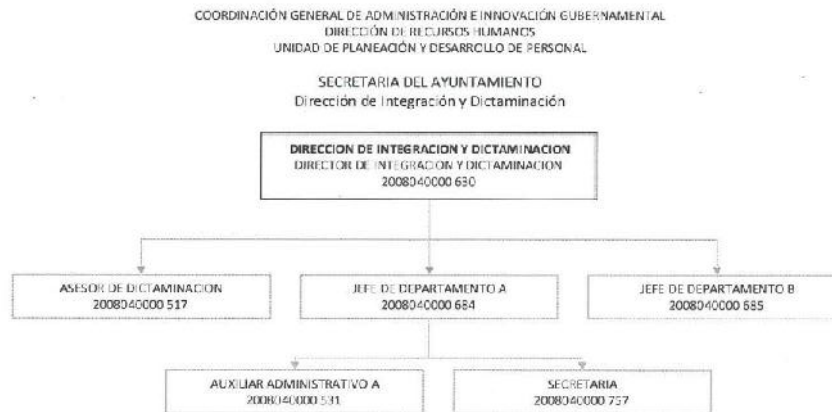 COORDINACIÓN GENERAL DE ADMINISTRACIÓN E INNOVACIÓN GUBERNAMENTAL
DIRECCIÓN DE RECURSOS HUMANOS
UNIDAD DE PLANEACIÓN Y DESARROLLO DE PERSONAL
SECRETARIA DEL AYUNTAMIENTO
Dirección de Integración y Dictaminación
DIRECCION DE INTEGRACION Y DICTAMINACION
DIRECTOR DE INTEGRACION Y DICTAMINACION
2008040000 630
ASESOR DE DICTAMINACION
2008040000 517
JEFE DE DEPARTAMENTO A
2008040000 684
JEFE DE DEPARTAMENTO B
2008040000 685
AUXILIAR ADMINISTRATIVO A
2008040000 531
SECRETARIA
2008040000 757